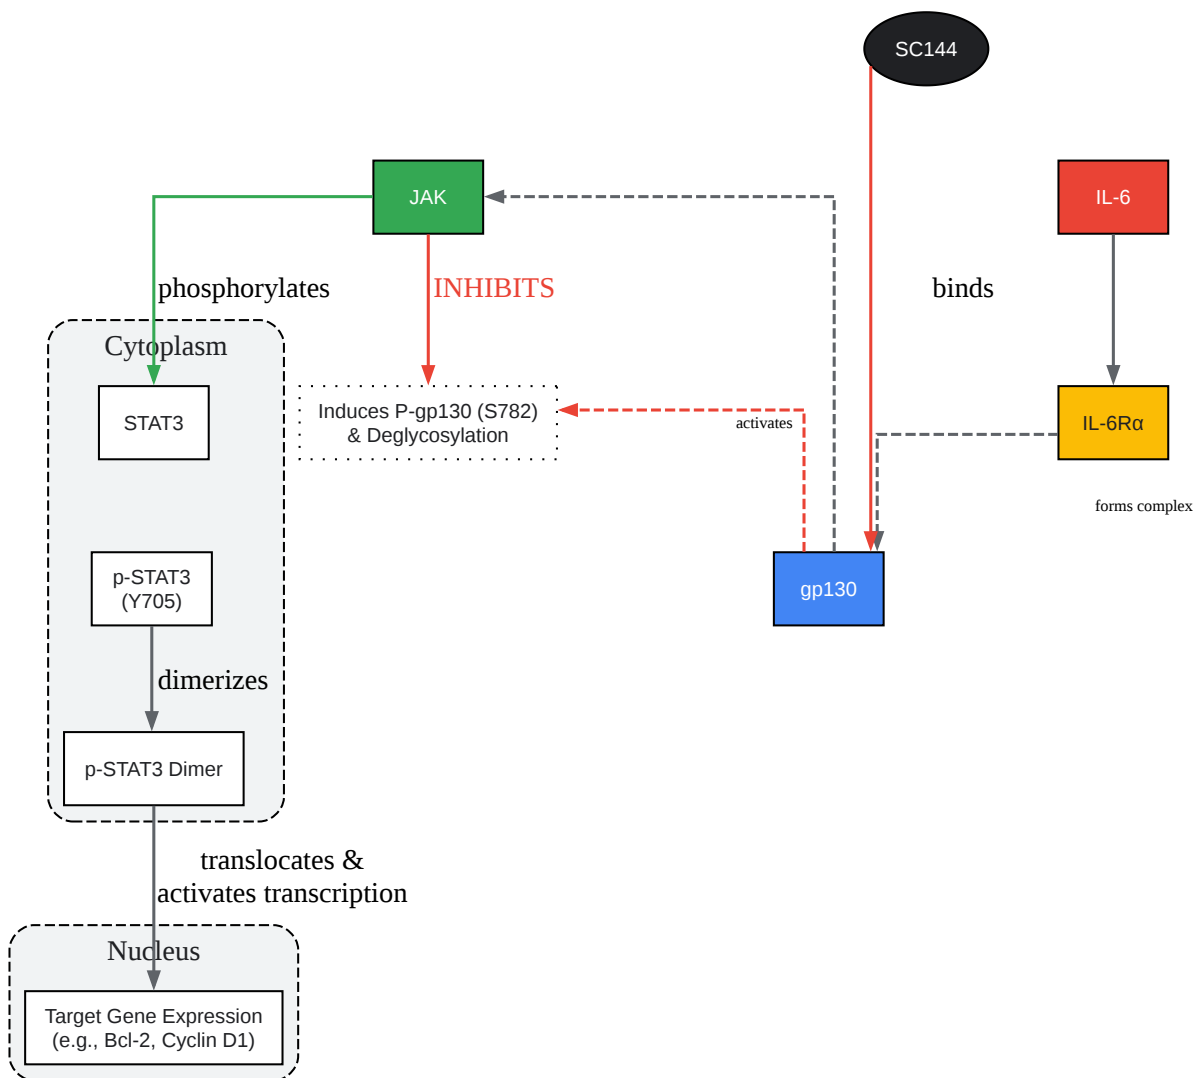 SC144
JAK
IL-6
phosphorylates
INHIBITS
binds
Cytoplasm
STAT3
Induces P-gp130 (S782)
& Deglycosylation
activates
IL-6Rα
forms complex
p-STAT3
(Y705)
gp130
dimerizes
p-STAT3 Dimer
translocates &
activates transcription
Nucleus
Target Gene Expression
(e.g., Bcl-2, Cyclin D1)